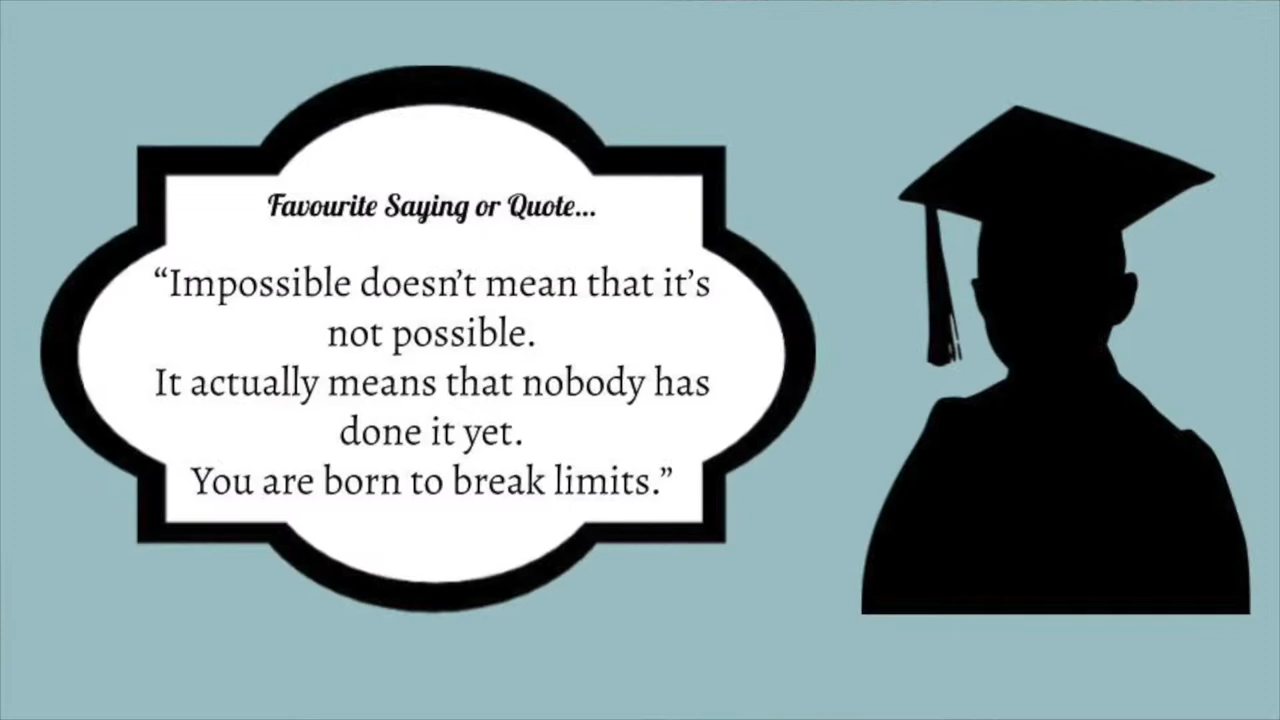 Favourite Saying or Quote...
“Impossible doesn’t mean that it’s
not possible.
It actually means that nobody has
done it yet.
You are born to break limits.”